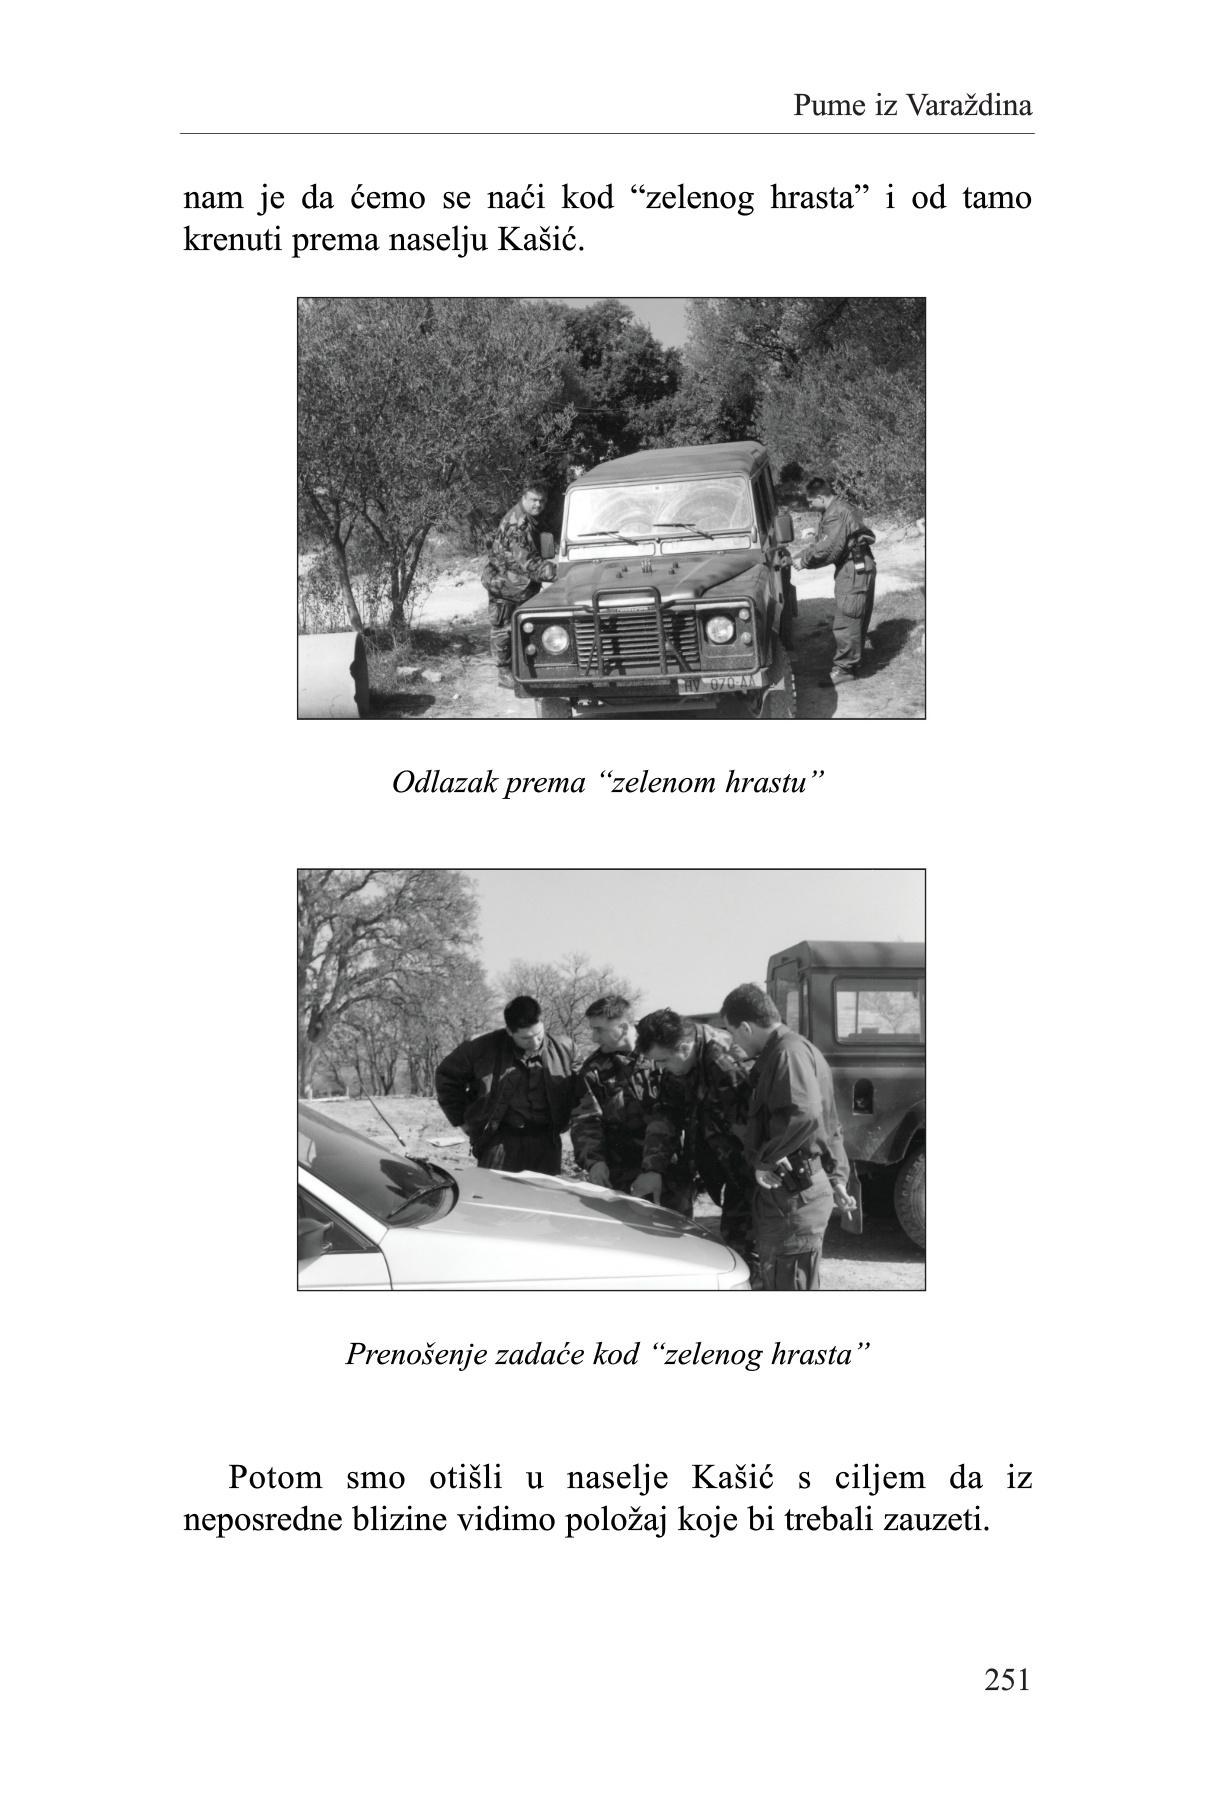 Pume iz Varaždina
nam je da ćemo se naći kod “zelenog hrasta” i od tamo
krenuti prema naselju Kašić.
HV 070-AA
Odlazak prema “zelenom hrastu”
Prenošenje zadaće kod “zelenog hrasta”
Potom smo otišli u naselje Kašić s ciljem da iz
neposredne blizine vidimo položaj koje bi trebali zauzeti.
251